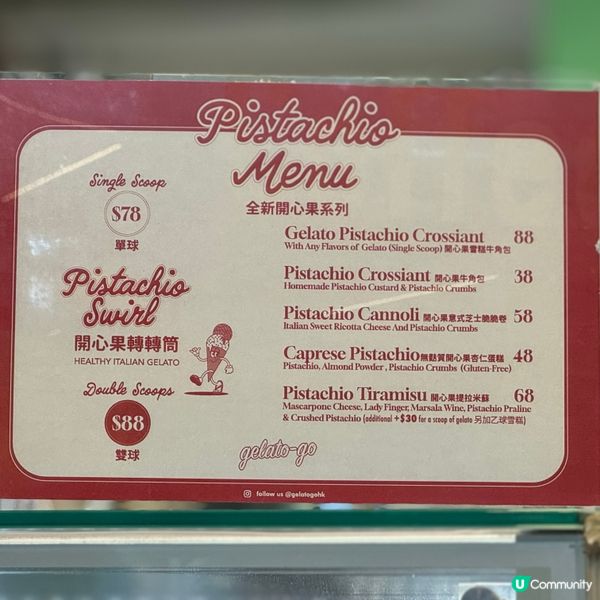 Pistachio
Menu
全新開心果系列
Single Scoop
$78
單球
Pistachio
Swirl
開心果轉轉筒
HEALTHY ITALIAN GELATO
Double Scoops
$88
雙球
Gelato Pistachio Crossiant 88
With Any Flavors of Gelato (Single Scoop) 開心果雪糕牛角包
Pistachio Crossiant 開心果牛角包 38
Homemade Pistachio Custard & Pistachio Crumbs
Pistachio Cannoli 開心果意式芝士脆脆卷 58
Italian Sweet Ricotta Cheese And Pistachio Crumbs
Caprese Pistachio 無麩質開心果杏仁蛋糕 48
Pistachio, Almond Powder, Pistachio Crumbs (Gluten-Free)
Pistachio Tiramisu 開心果提拉米蘇 68
Mascarpone Cheese, Lady Finger, Marsala Wine, Pistachio Praline
& Crushed Pistachio (additional +$30 for a scoop of gelato 另加乙球雪糕)
gelato-go
follow us @gelatogohk
U Community